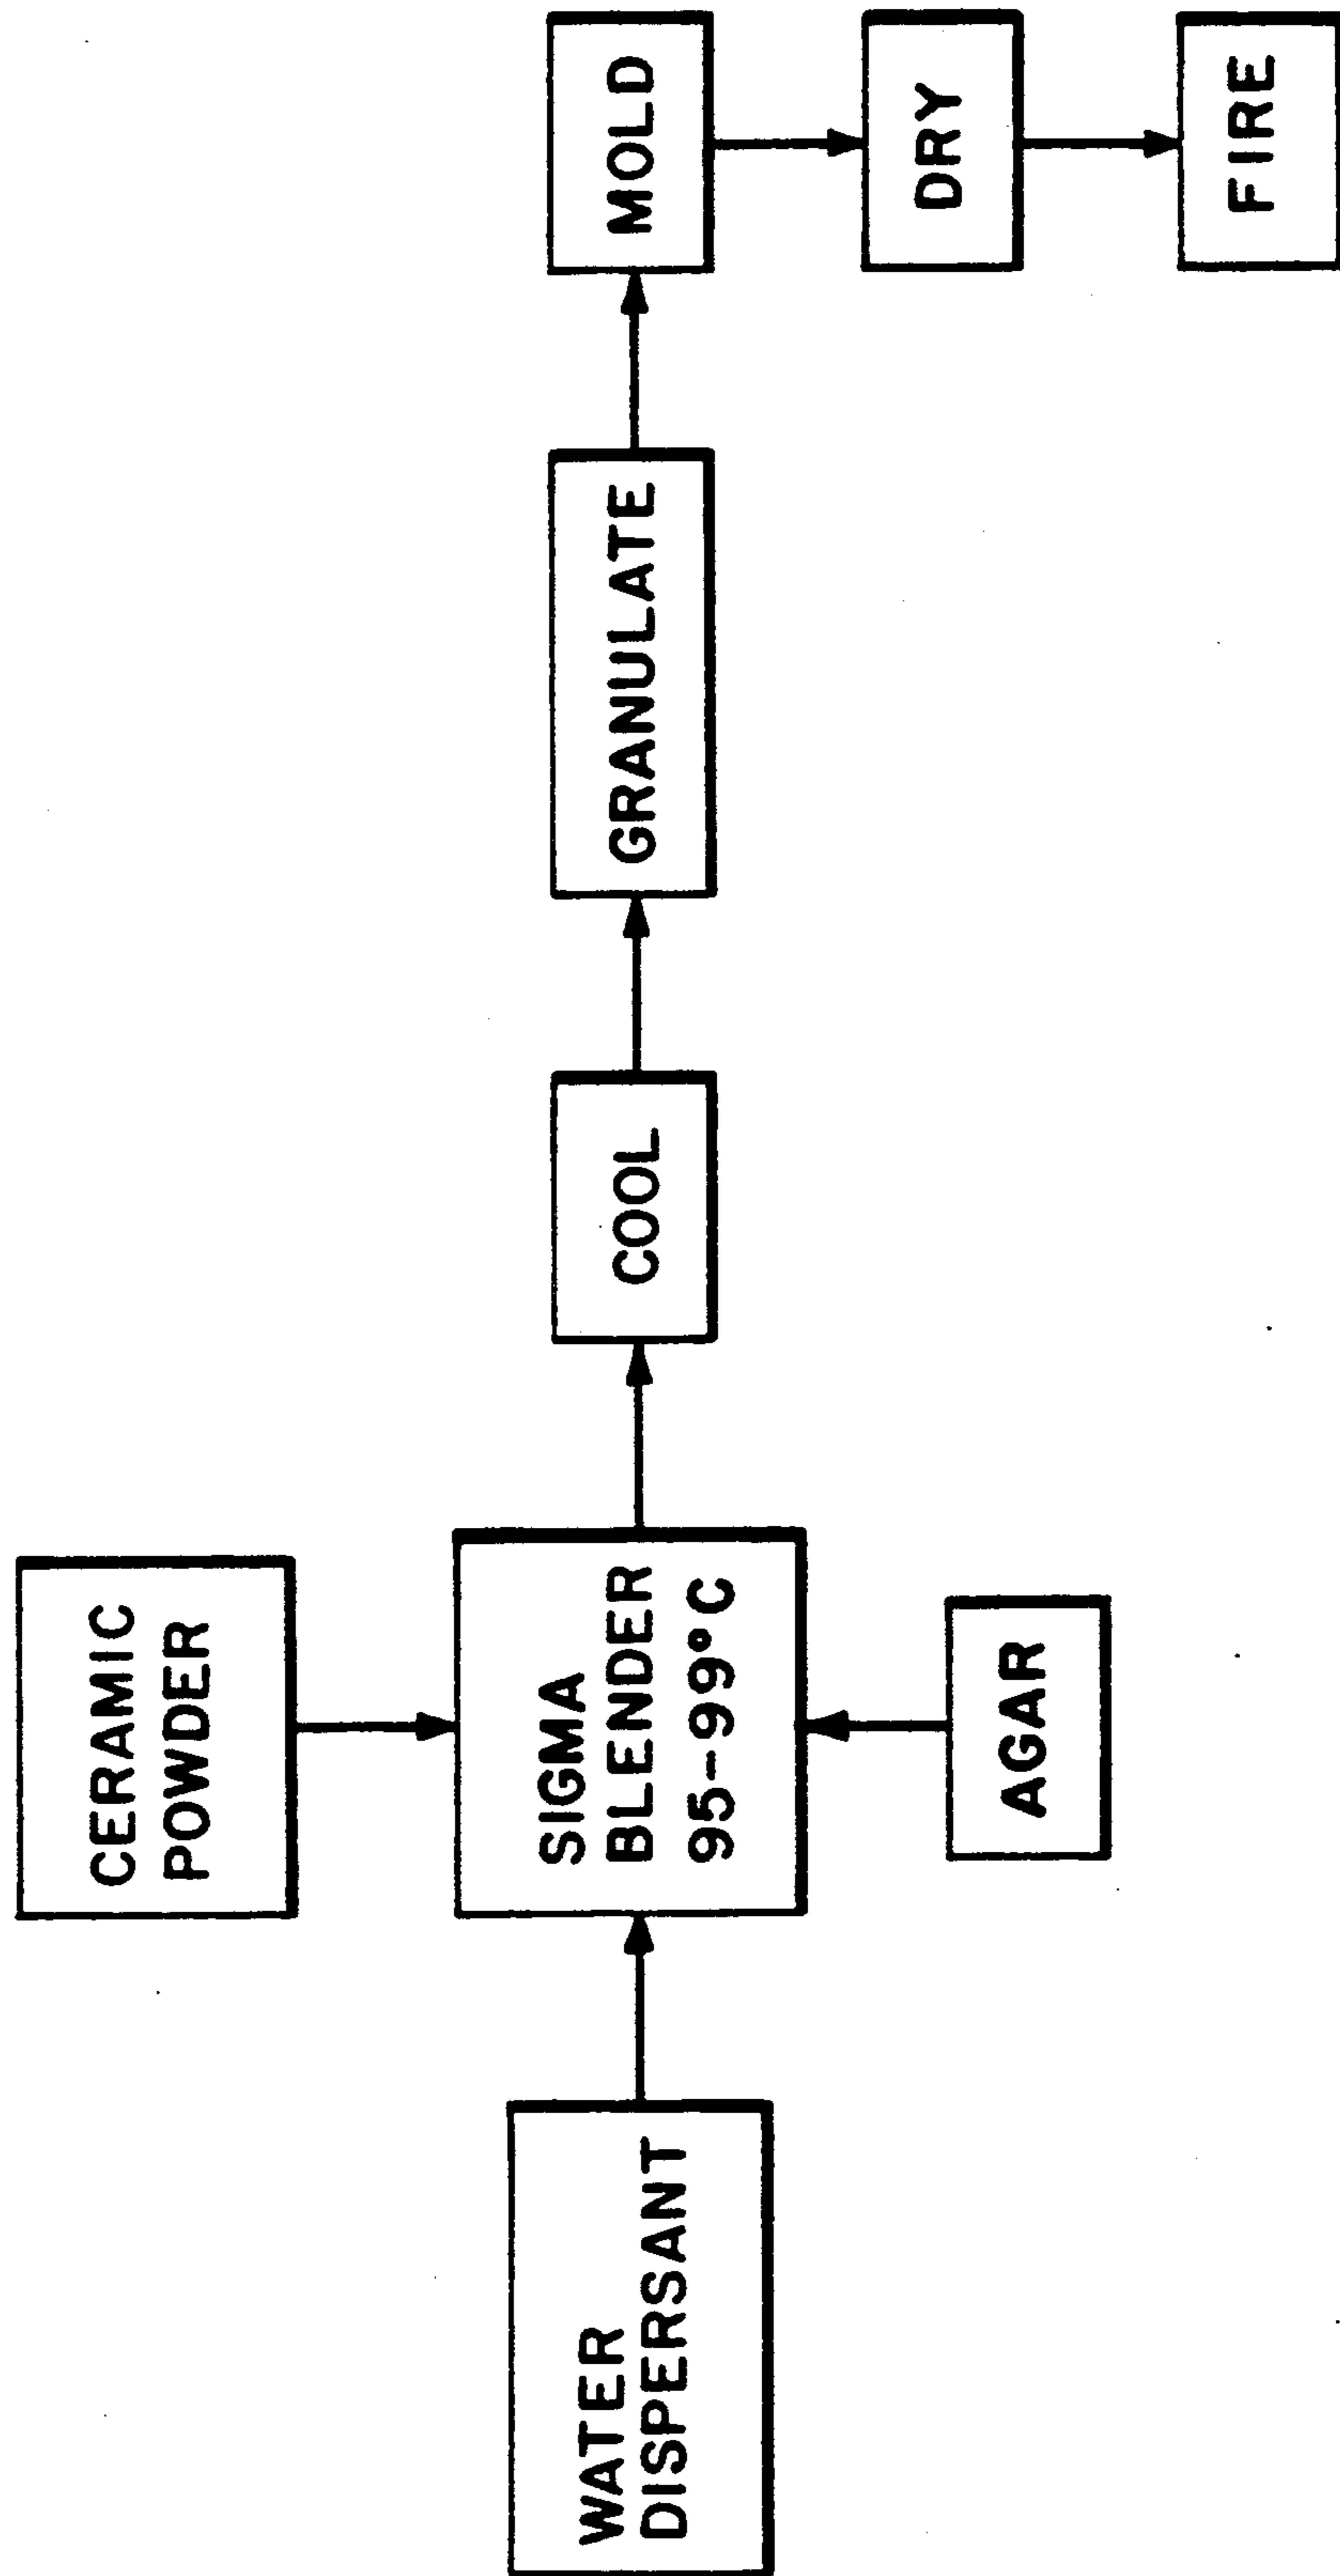 CERAMIC
POWDER
WATER
DISPERSANT
SIGMA
BLENDER
95-99°C
COOL
GRANULATE
MOLD
AGAR
DRY
FIRE